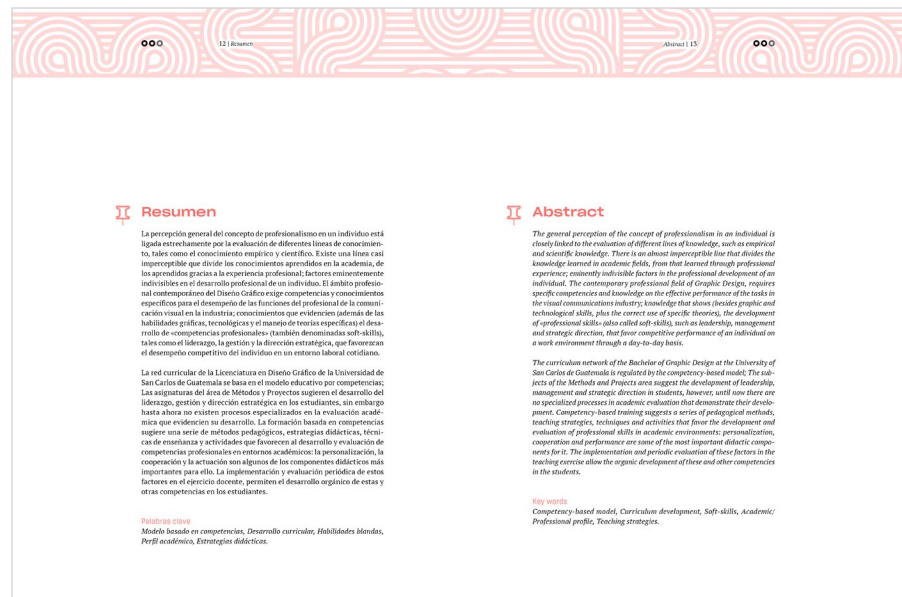 12 | Resumen
Abstract | 13
Resumen
La percepción general del concepto de profesionalismo en un individuo está
ligada estrechamente por la evaluación de diferentes líneas de conocimien-
to, tales como el conocimiento empírico y científico. Existe una línea casi
imperceptible que divide los conocimientos aprendidos en la academia, de
los aprendidos gracias a la experiencia profesional; factores eminentemente
indivisibles en el desarrollo profesional de un individuo. El ámbito profesio-
nal contemporáneo del Diseño Gráfico exige competencias y conocimientos
específicos para el desempeño de las funciones del profesional de la comuni-
cación visual en la industria; conocimientos que evidencien (además de las
habilidades gráficas, tecnológicas y el manejo de teorías específicas) el desa-
rrollo de «competencias profesionales» (también denominadas soft-skills),
tales como el liderazgo, la gestión y la dirección estratégica, que favorezcan
el desempeño competitivo del individuo en un entorno laboral cotidiano.
La red curricular de la Licenciatura en Diseño Gráfico de la Universidad de
San Carlos de Guatemala se basa en el modelo educativo por competencias;
Las asignaturas del área de Métodos y Proyectos sugieren el desarrollo del
liderazgo, gestión y dirección estratégica en los estudiantes, sin embargo
hasta ahora no existen procesos especializados en la evaluación acadé-
mica que evidencien su desarrollo. La formación basada en competencias
sugiere una serie de métodos pedagógicos, estrategias didácticas, técni-
cas de enseñanza y actividades que favorecen al desarrollo y evaluación de
competencias profesionales en entornos académicos: la personalización, la
cooperación y la actuación son algunos de los componentes didácticos más
importantes para ello. La implementación y evaluación periódica de estos
factores en el ejercicio docente, permiten el desarrollo orgánico de estas y
otras competencias en los estudiantes.
Palabras clave
Modelo basado en competencias, Desarrollo curricular, Habilidades blandas,
Perfil académico, Estrategias didácticas.
Abstract
The general perception of the concept of professionalism in an individual is
closely linked to the evaluation of different lines of knowledge, such as empirical
and scientific knowledge. There is an almost imperceptible line that divides the
knowledge learned in academic fields, from that learned through professional
experience; eminently indivisible factors in the professional development of an
individual. The contemporary professional field of Graphic Design, requires
specific competencies and knowledge on the effective performance of the tasks in
the visual communications industry; knowledge that shows (besides graphic and
technological skills, plus the correct use of specific theories), the development
of «professional skills» (also called soft-skills), such as leadership, management
and strategic direction, that favor competitive performance of an individual on
a work environment through a day-to-day basis.
The curriculum network of the Bachelor of Graphic Design at the University of
San Carlos de Guatemala is regulated by the competency-based model; The sub-
jects of the Methods and Projects area suggest the development of leadership,
management and strategic direction in students, however, until now there are
no specialized processes in academic evaluation that demonstrate their develo-
pment. Competency-based training suggests a series of pedagogical methods,
teaching strategies, techniques and activities that favor the development and
evaluation of professional skills in academic environments: personalization,
cooperation and performance are some of the most important didactic compo-
nents for it. The implementation and periodic evaluation of these factors in the
teaching exercise allow the organic development of these and other competencies
in the students.
Key words
Competency-based model, Curriculum development, Soft-skills, Academic/
Professional profile, Teaching strategies.